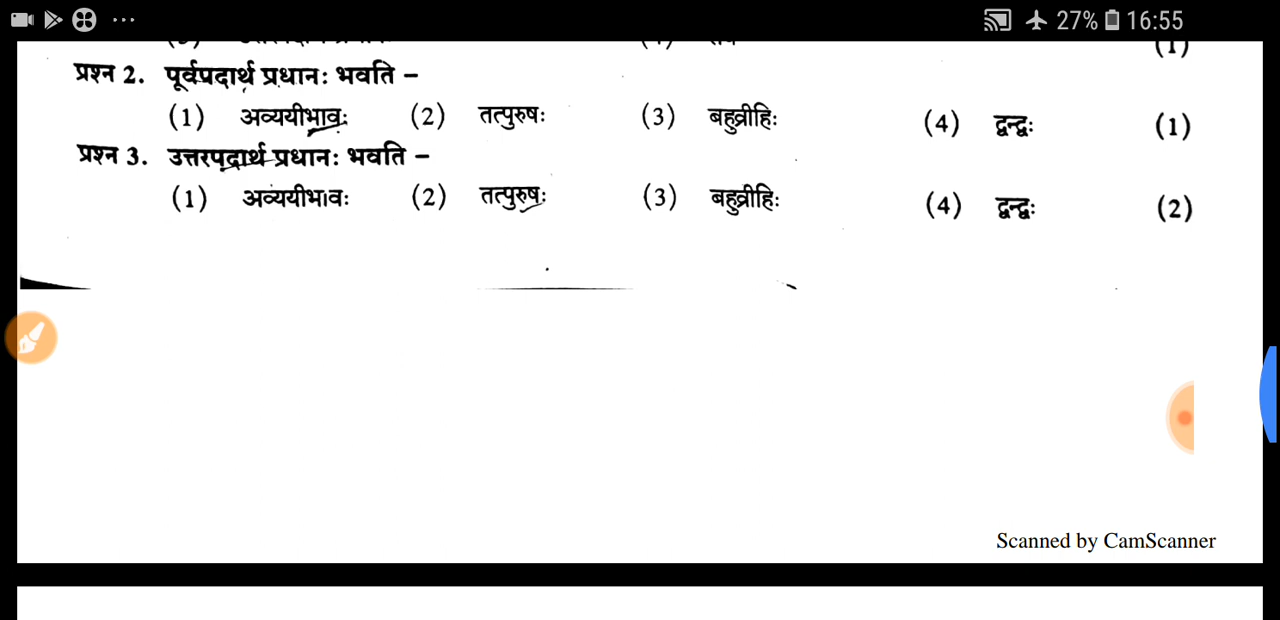 27% 16:55
(1)
प्रश्न 2. पूर्वपदार्थ प्रधानः भवति –
(1) अव्ययीभावः (2) तत्पुरुषः (3) बहुव्रीहिः (4) द्वन्द्वः (1)
प्रश्न 3. उत्तरपदार्थ प्रधानः भवति –
(1) अव्ययीभावः (2) तत्पुरुषः (3) बहुव्रीहिः (4) द्वन्द्वः (2)
Scanned by CamScanner